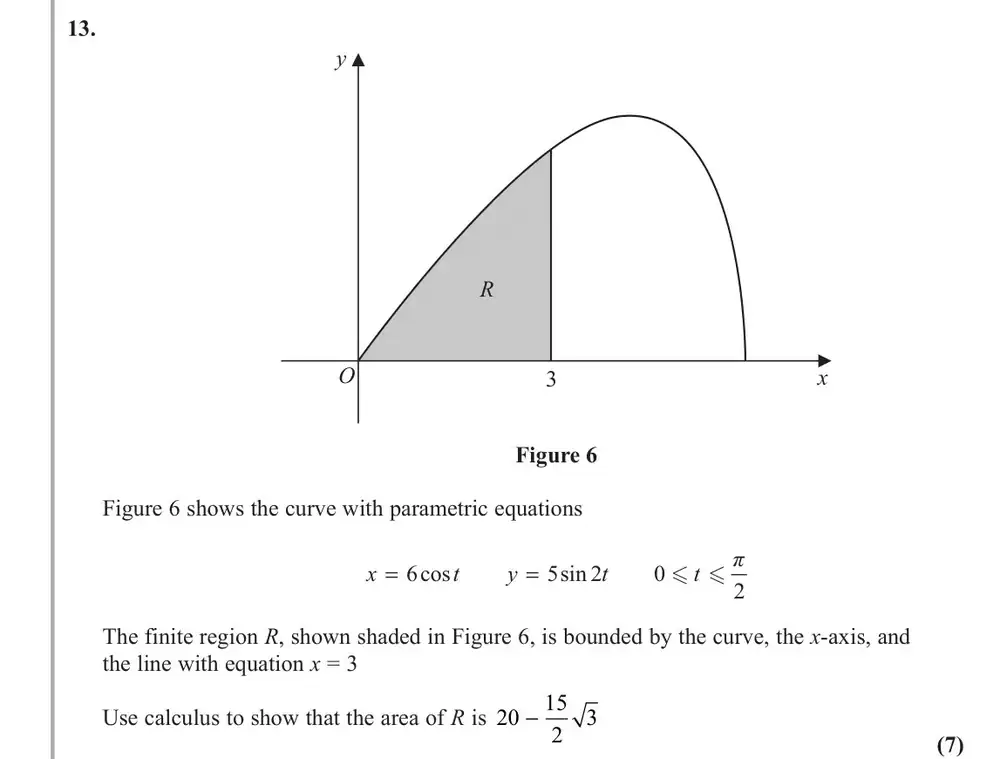 13.
y
R
O
3
x
Figure 6
Figure 6 shows the curve with parametric equations
x = 6 cos t y = 5 sin 2t 0 ⩽ t ⩽ π/2
The finite region R, shown shaded in Figure 6, is bounded by the curve, the x-axis, and
the line with equation x = 3
Use calculus to show that the area of R is 20 − 15/2 √3
(7)